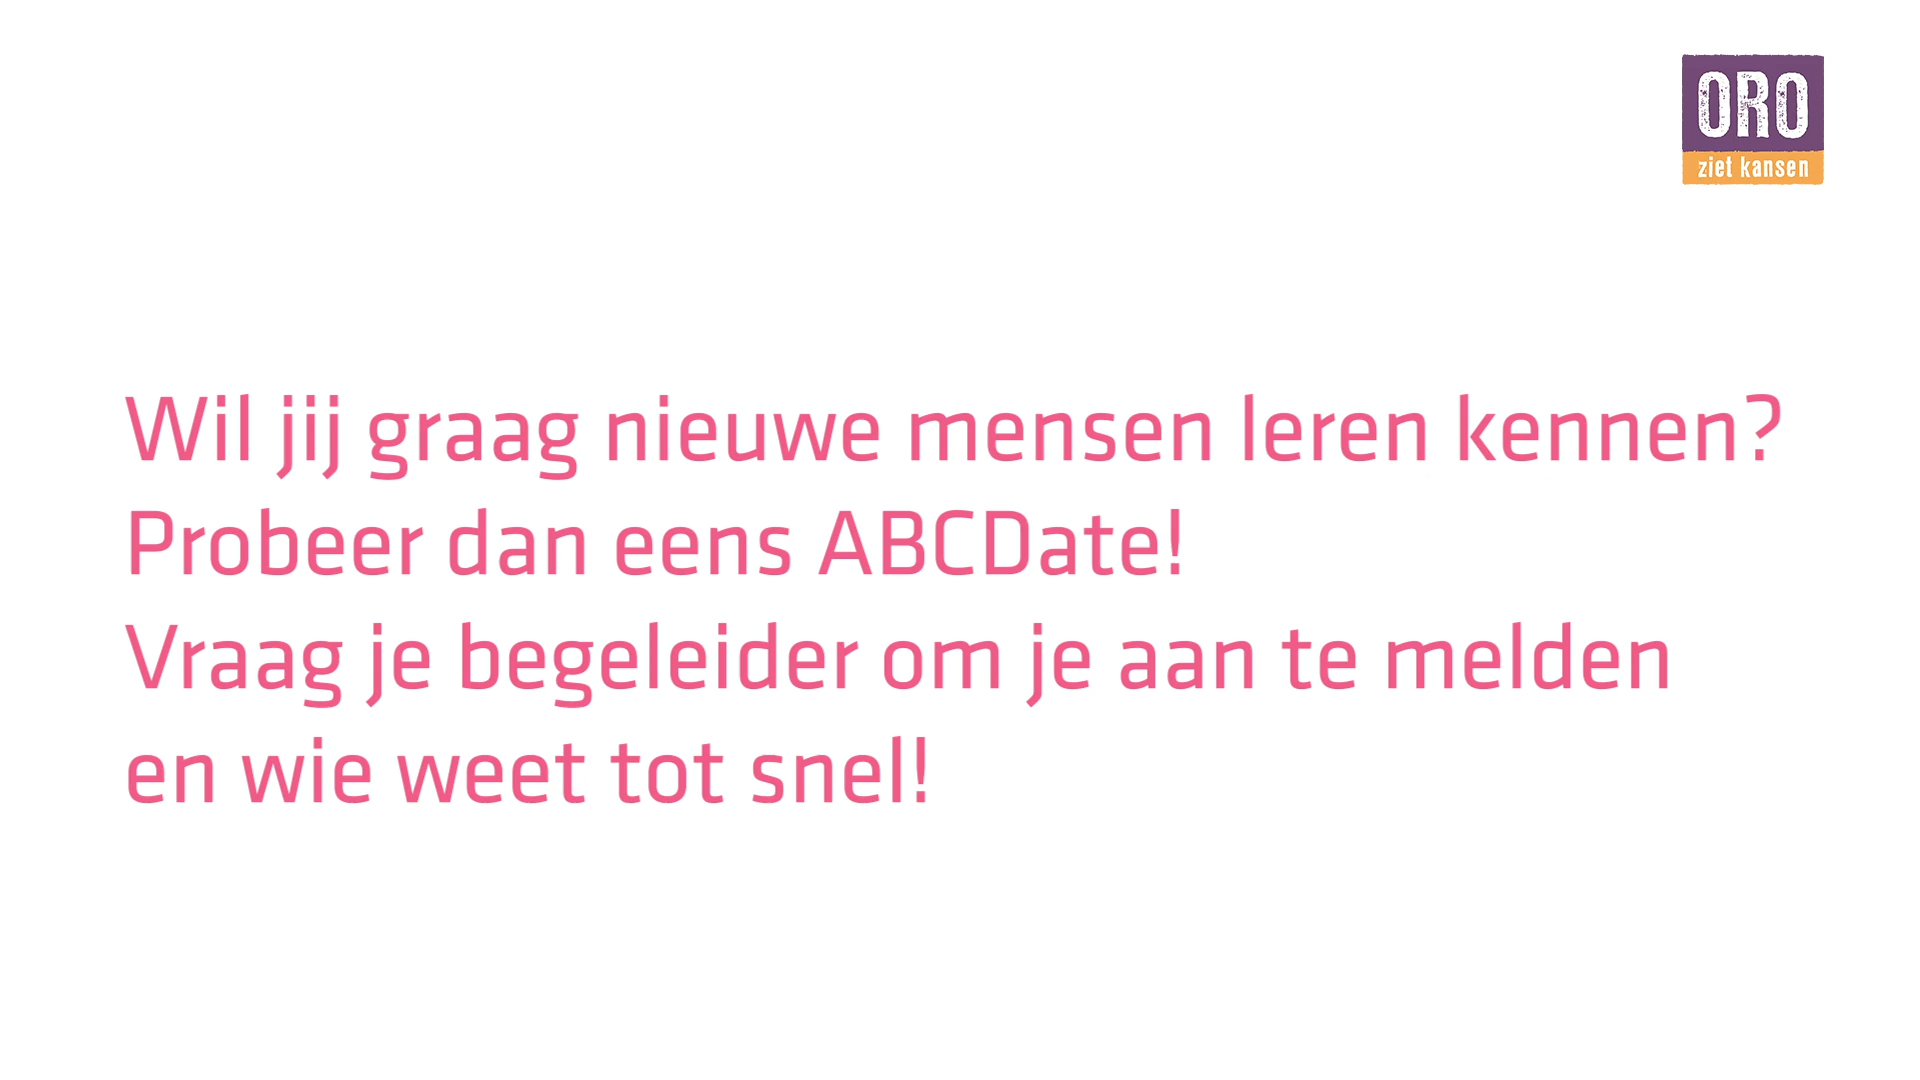 ORO
ziet kansen
Wil jij graag nieuwe mensen leren kennen?
Probeer dan eens ABCDate!
Vraag je begeleider om je aan te melden
en wie weet tot snel!